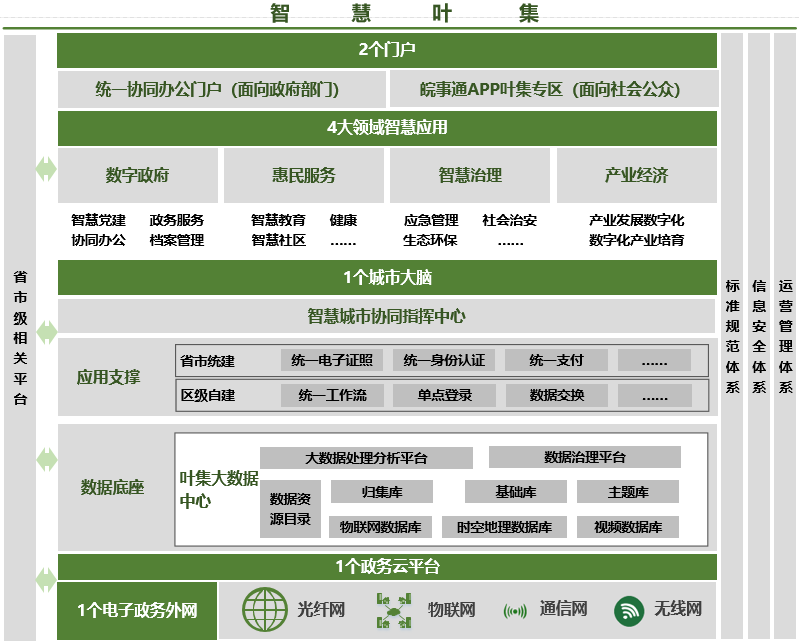 智 慧 叶 集
2个门户
统一协同办公门户（面向政府部门）
皖事通APP叶集专区（面向社会公众）
4大领域智慧应用
数字政府
惠民服务
智慧治理
产业经济
智慧党建 政务服务
协同办公 档案管理
智慧教育 健康
智慧社区 ……
应急管理 社会治安
生态环保 ……
产业发展数字化
数字化产业培育
1个城市大脑
智慧城市协同指挥中心
应用支撑
省市统建 统一电子证照 统一身份认证 统一支付 ……
区级自建 统一工作流 单点登录 数据交换 ……
数据底座
叶集大数据
中心
大数据处理分析平台 数据治理平台
数据资
源目录
归集库 基础库 主题库
物联网数据库 时空地理数据库 视频数据库
1个政务云平台
1个电子政务外网
光纤网
物联网
通信网
无线网
省市级相关平台
标准规范体系
信息安全体系
运营管理体系